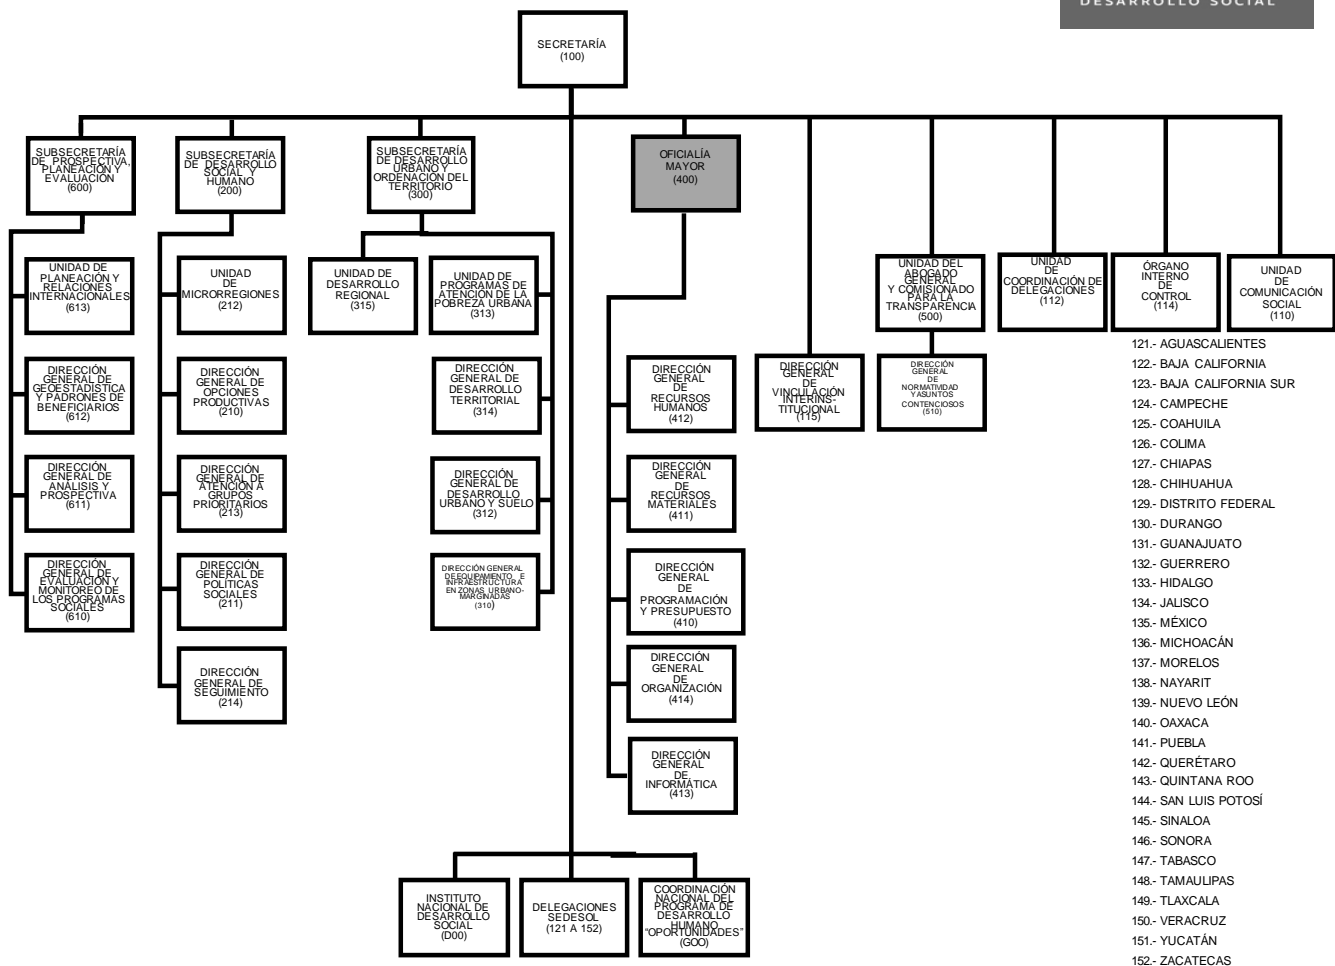 DESARROLLO SOCIAL
SECRETARÍA
(100)
SUBSECRETARÍA
DE PROSPECTIVA,
PLANEACIÓN Y
EVALUACIÓN
(600)
SUBSECRETARÍA
DE DESARROLLO
SOCIAL Y
HUMANO
(200)
SUBSECRETARÍA
DE DESARROLLO
URBANO Y
ORDENACIÓN DEL
TERRITORIO
(300)
OFICIALÍA
MAYOR
(400)
UNIDAD DE
PLANEACIÓN Y
RELACIONES
INTERNACIONALES
(613)
UNIDAD
DE
MICRORREGIONES
(212)
UNIDAD DE
DESARROLLO
REGIONAL
(315)
UNIDAD DE
PROGRAMAS DE
ATENCIÓN DE LA
POBREZA URBANA
(313)
UNIDAD DEL
ABOGADO
GENERAL
Y COMISIONADO
PARA LA
TRANSPARENCIA
(500)
UNIDAD
DE
COORDINACIÓN DE
DELEGACIONES
(112)
ÓRGANO
INTERNO
DE
CONTROL
(114)
UNIDAD
DE
COMUNICACIÓN
SOCIAL
(110)
DIRECCIÓN
GENERAL DE
GEOESTADÍSTICA
Y PADRONES DE
BENEFICIARIOS
(612)
DIRECCIÓN
GENERAL DE
OPCIONES
PRODUCTIVAS
(210)
DIRECCIÓN
GENERAL DE
DESARROLLO
TERRITORIAL
(314)
DIRECCIÓN
GENERAL
DE
RECURSOS
HUMANOS
(412)
DIRECCIÓN
GENERAL
DE
VINCULACIÓN
INTERINS-
TITUCIONAL
(115)
DIRECCIÓN
GENERAL
DE
NORMATIVIDAD
Y ASUNTOS
CONTENCIOSOS
(510)
DIRECCIÓN
GENERAL DE
ANÁLISIS Y
PROSPECTIVA
(611)
DIRECCIÓN
GENERAL DE
ATENCIÓN A
GRUPOS
PRIORITARIOS
(213)
DIRECCIÓN
GENERAL DE
DESARROLLO
URBANO Y SUELO
(312)
DIRECCIÓN
GENERAL
DE
RECURSOS
MATERIALES
(411)
DIRECCIÓN
GENERAL DE
EVALUACIÓN Y
MONITOREO DE
LOS PROGRAMAS
SOCIALES
(610)
DIRECCIÓN
GENERAL DE
POLÍTICAS
SOCIALES
(211)
DIRECCIÓN GENERAL
DE EQUIPAMIENTO E
INFRAESTRUCTURA
EN ZONAS URBANO-
MARGINADAS
(310)
DIRECCIÓN
GENERAL
DE
PROGRAMACIÓN
Y PRESUPUESTO
(410)
DIRECCIÓN
GENERAL DE
SEGUIMIENTO
(214)
DIRECCIÓN
GENERAL
DE
ORGANIZACIÓN
(414)
DIRECCIÓN
GENERAL
DE
INFORMÁTICA
(413)
INSTITUTO
NACIONAL DE
DESARROLLO
SOCIAL
(D00)
DELEGACIONES
SEDESOL
(121 A 152)
COORDINACIÓN
NACIONAL DEL
PROGRAMA DE
DESARROLLO
HUMANO
"OPORTUNIDADES"
(GOO)
121.- AGUASCALIENTES
122.- BAJA CALIFORNIA
123.- BAJA CALIFORNIA SUR
124.- CAMPECHE
125.- COAHUILA
126.- COLIMA
127.- CHIAPAS
128.- CHIHUAHUA
129.- DISTRITO FEDERAL
130.- DURANGO
131.- GUANAJUATO
132.- GUERRERO
133.- HIDALGO
134.- JALISCO
135.- MÉXICO
136.- MICHOACÁN
137.- MORELOS
138.- NAYARIT
139.- NUEVO LEÓN
140.- OAXACA
141.- PUEBLA
142.- QUERÉTARO
143.- QUINTANA ROO
144.- SAN LUIS POTOSÍ
145.- SINALOA
146.- SONORA
147.- TABASCO
148.- TAMAULIPAS
149.- TLAXCALA
150.- VERACRUZ
151.- YUCATÁN
152.- ZACATECAS